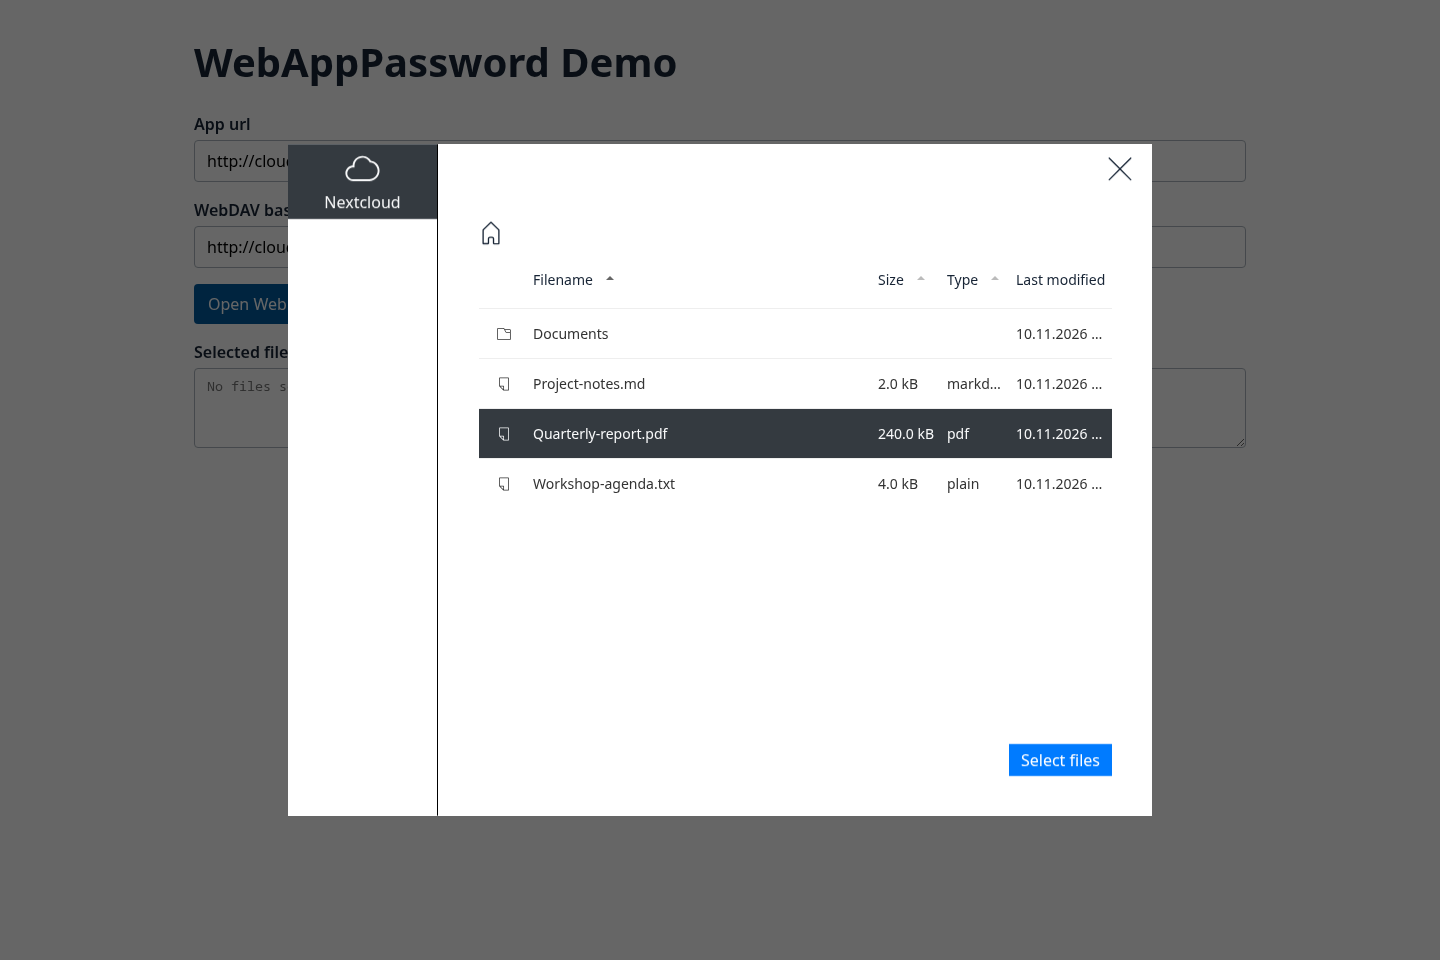 WebAppPassword Demo
App url
http://clou
WebDAV bas
http://clou
Open Web
Selected file
No files s
Nextcloud
Filename Size Type Last modified
Documents 10.11.2026 ...
Project-notes.md 2.0 kB markd... 10.11.2026 ...
Quarterly-report.pdf 240.0 kB pdf 10.11.2026 ...
Workshop-agenda.txt 4.0 kB plain 10.11.2026 ...
Select files